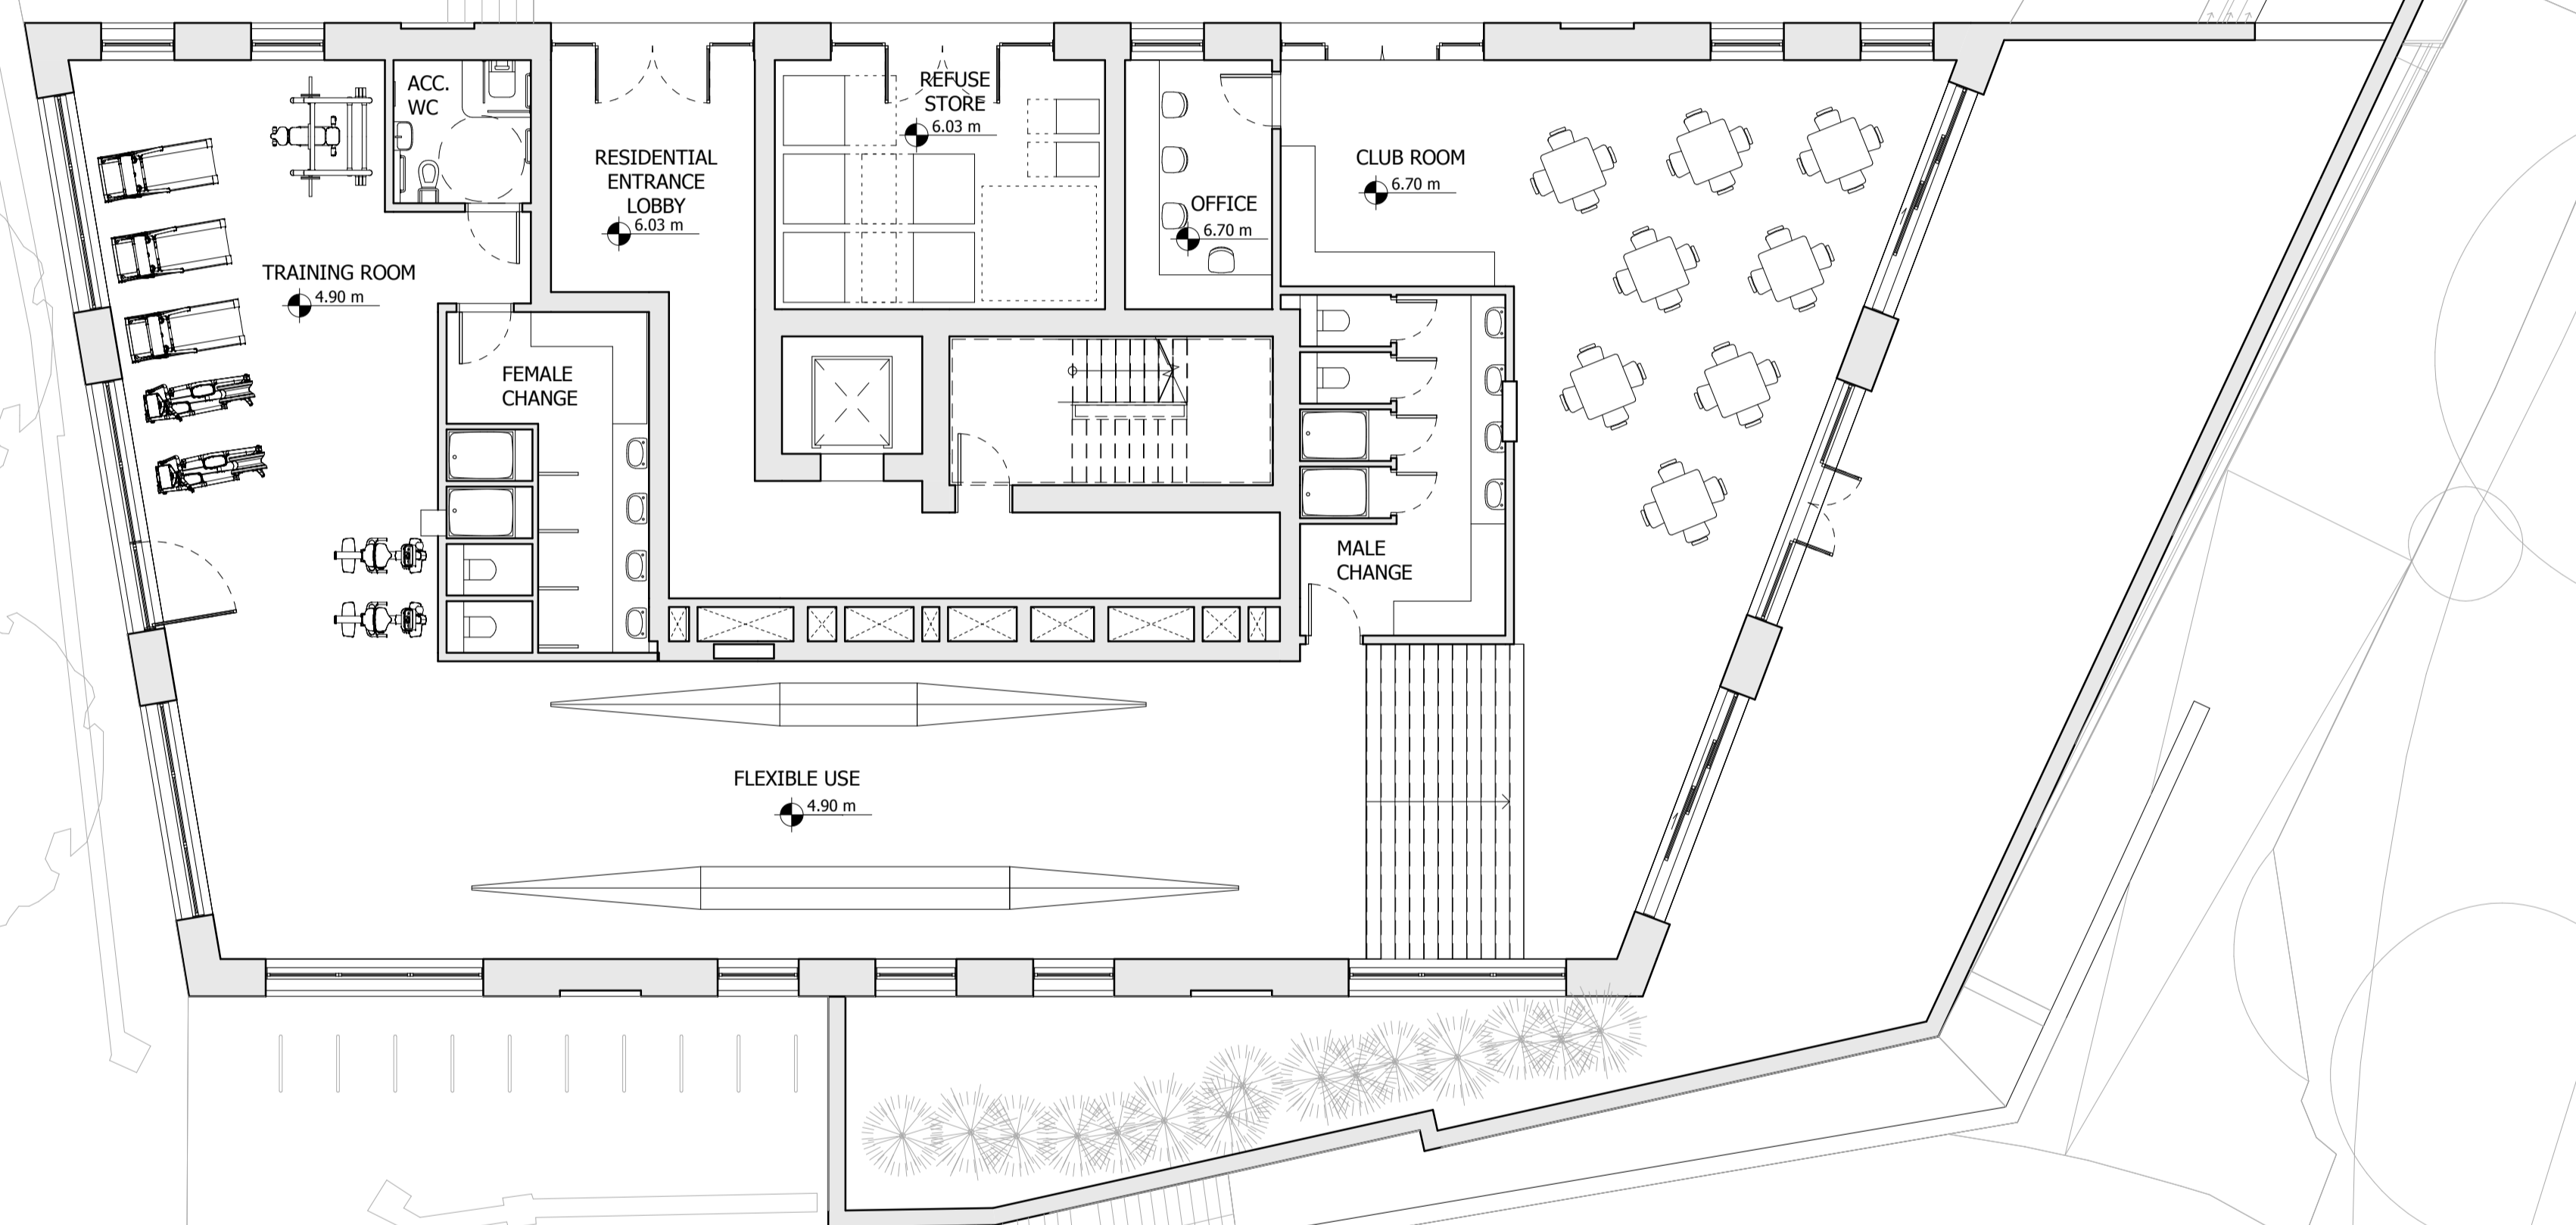 ACC.
WC
TRAINING ROOM
4.90 m
FEMALE
CHANGE
RESIDENTIAL
ENTRANCE
LOBBY
6.03 m
REFUSE
STORE
6.03 m
OFFICE
6.70 m
CLUB ROOM
6.70 m
MALE
CHANGE
FLEXIBLE USE
4.90 m